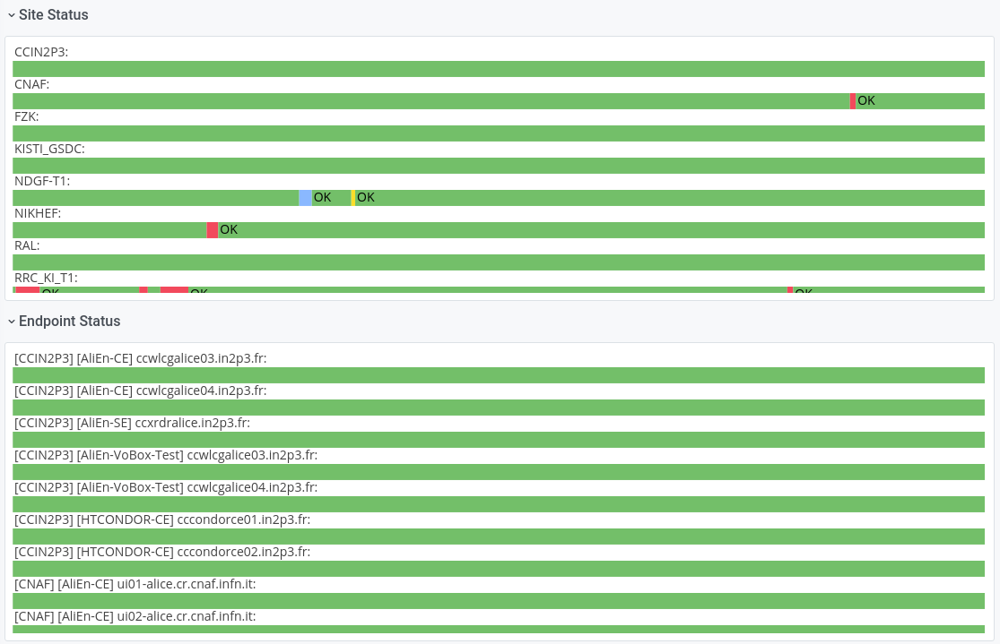 Site Status
CCIN2P3:
CNAF:
OK
FZK:
KISTI_GSDC:
NDGF-T1:
OK OK
NIKHEF:
OK
RAL:
RRC_KI_T1:
OK OK OK
Endpoint Status
[CCIN2P3] [AliEn-CE] ccwlcgalice03.in2p3.fr:
[CCIN2P3] [AliEn-CE] ccwlcgalice04.in2p3.fr:
[CCIN2P3] [AliEn-SE] ccxrdralice.in2p3.fr:
[CCIN2P3] [AliEn-VoBox-Test] ccwlcgalice03.in2p3.fr:
[CCIN2P3] [AliEn-VoBox-Test] ccwlcgalice04.in2p3.fr:
[CCIN2P3] [HTCONDOR-CE] cccondorce01.in2p3.fr:
[CCIN2P3] [HTCONDOR-CE] cccondorce02.in2p3.fr:
[CNAF] [AliEn-CE] ui01-alice.cr.cnaf.infn.it:
[CNAF] [AliEn-CE] ui02-alice.cr.cnaf.infn.it: